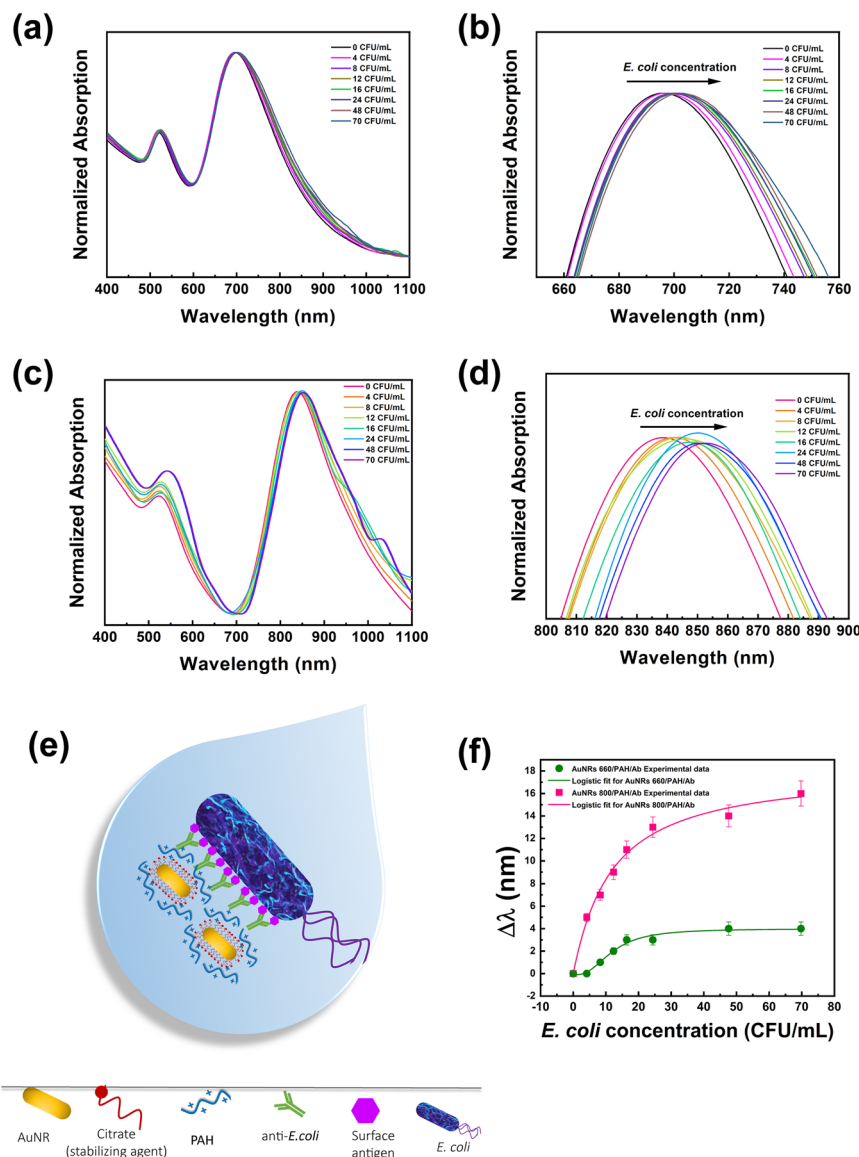 (a)
0 CFU/mL
4 CFU/mL
8 CFU/mL
12 CFU/mL
16 CFU/mL
24 CFU/mL
48 CFU/mL
70 CFU/mL
Normalized Absorption
400 500 600 700 800 900 1000 1100
Wavelength (nm)
(b)
0 CFU/mL
4 CFU/mL
8 CFU/mL
12 CFU/mL
16 CFU/mL
24 CFU/mL
48 CFU/mL
70 CFU/mL
E. coli concentration
Normalized Absorption
660 680 700 720 740 760
Wavelength (nm)
(c)
0 CFU/mL
4 CFU/mL
8 CFU/mL
12 CFU/mL
16 CFU/mL
24 CFU/mL
48 CFU/mL
70 CFU/mL
Normalized Absorption
400 500 600 700 800 900 1000 1100
Wavelength (nm)
(d)
0 CFU/mL
4 CFU/mL
8 CFU/mL
12 CFU/mL
16 CFU/mL
24 CFU/mL
48 CFU/mL
70 CFU/mL
E. coli concentration
Normalized Absorption
800 810 820 830 840 850 860 870 880 890 900
Wavelength (nm)
(e)
AuNR
Citrate
(stabilizing agent)
PAH
anti-E.coli
Surface
antigen
E. coli
(f)
AuNRs 660/PAH/Ab Experimental data
Logistic fit for AuNRs 660/PAH/Ab
AuNRs 800/PAH/Ab Experimental data
Logistic fit for AuNRs 800/PAH/Ab
Δλ (nm)
18
16
14
12
10
8
6
4
2
0
-10 0 10 20 30 40 50 60 70 80
E. coli concentration (CFU/mL)